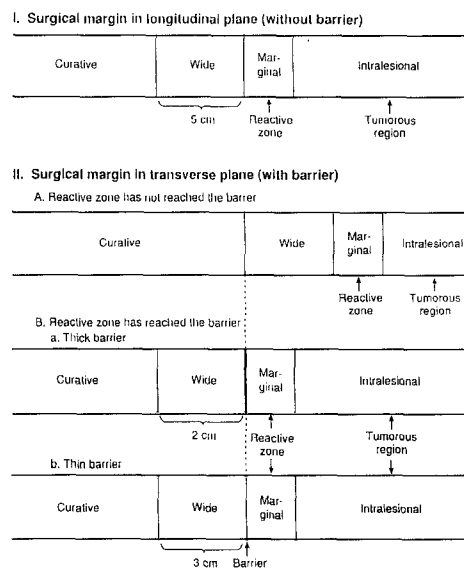 I. Surgical margin in longitudinal plane (without barrier)
Curative
Wide
Mar-
ginal
Intralesional
5 cm
Reactive
zone
Tumorous
region
II. Surgical margin in transverse plane (with barrier)
A. Reactive zone has not reached the barrer
Curative
Wide
Mar-
ginal
Intralesional
Reactive
zone
Tumorous
region
B. Reactive zone has reached the barrier
a. Thick barrier
Curative
Wide
Mar-
ginal
Intralesional
2 cm
Reactive
zone
Tumorous
region
b. Thin barrier
Curative
Wide
Mar-
ginal
Intralesional
3 cm
Barrier